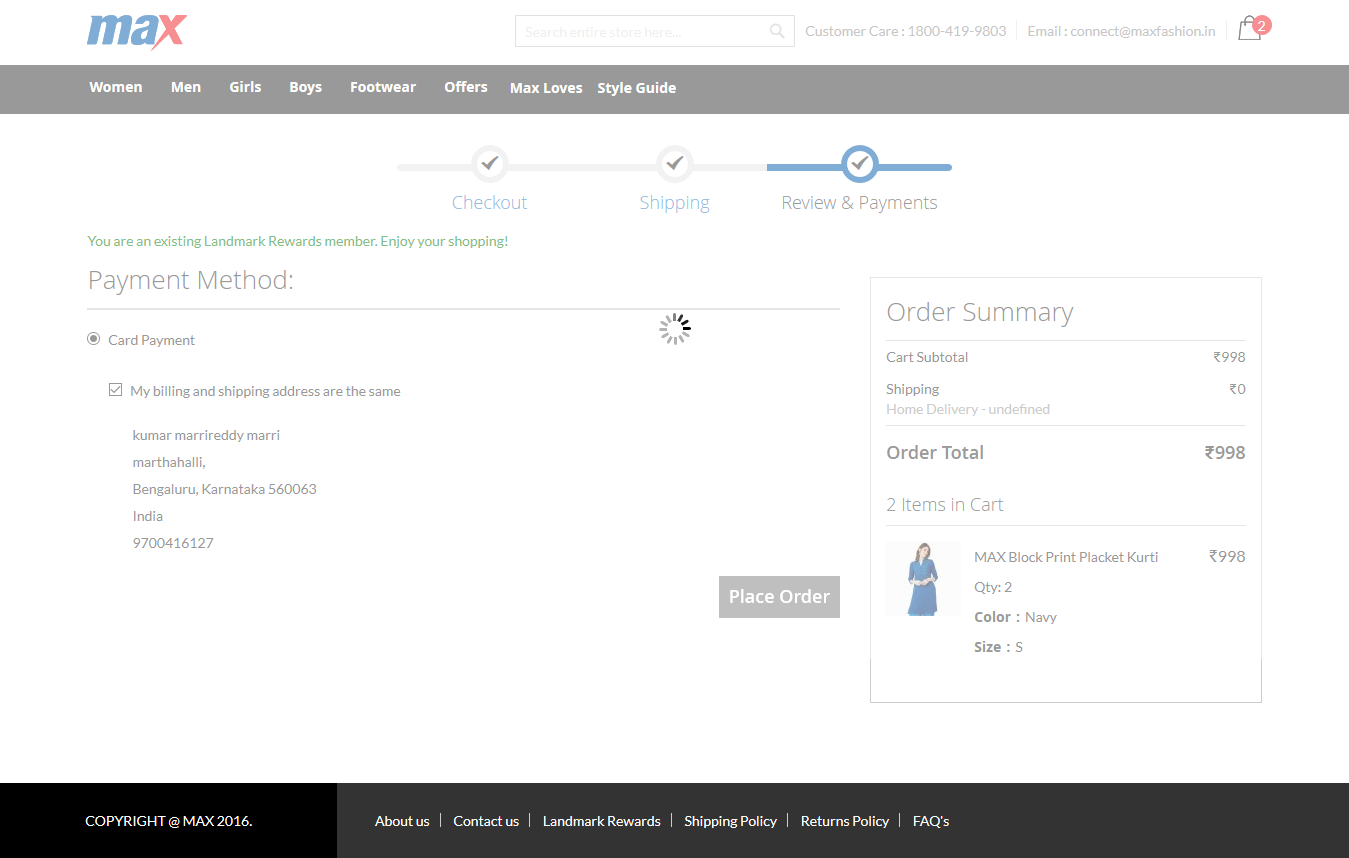 max
Search entire store here...
Customer Care : 1800-419-9803
Email : connect@maxfashion.in
2
Women Men Girls Boys Footwear Offers Max Loves Style Guide
Checkout Shipping Review & Payments
You are an existing Landmark Rewards member. Enjoy your shopping!
Payment Method:
Card Payment
My billing and shipping address are the same
kumar marrireddy marri
marthahalli,
Bengaluru, Karnataka 560063
India
9700416127
Place Order
Order Summary
Cart Subtotal ₹998
Shipping ₹0
Home Delivery - undefined
Order Total ₹998
2 Items in Cart
MAX Block Print Placket Kurti ₹998
Qty: 2
Color : Navy
Size : S
COPYRIGHT @ MAX 2016.
About us | Contact us | Landmark Rewards | Shipping Policy | Returns Policy | FAQ's